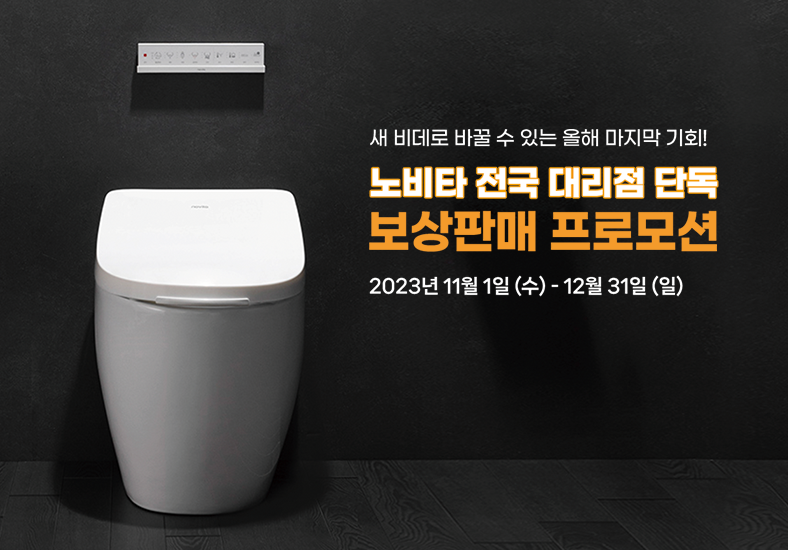 새 비데로 바꿀 수 있는 올해 마지막 기회!
노비타 전국 대리점 단독
보상판매 프로모션
2023년 11월 1일 (수) - 12월 31일 (일)